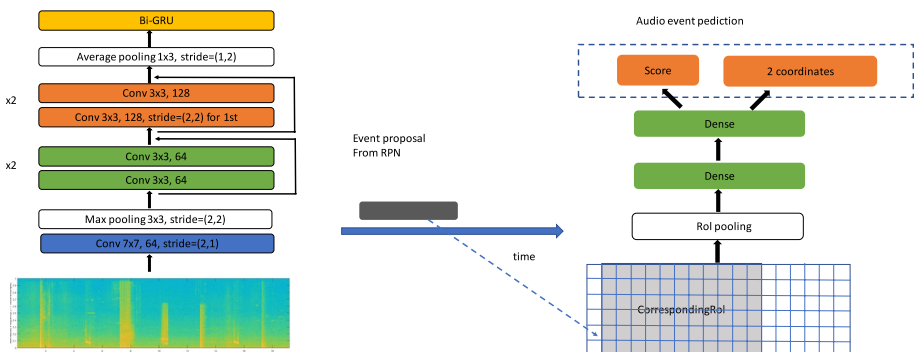 Bi-GRU
Average pooling 1x3, stride=(1,2)
x2
Conv 3x3, 128
Conv 3x3, 128, stride=(2,2) for 1st
x2
Conv 3x3, 64
Conv 3x3, 64
Max pooling 3x3, stride=(2,2)
Conv 7x7, 64, stride=(2,1)
Event proposal
From RPN
time
Audio event pediction
Score
2 coordinates
Dense
Dense
RoI pooling
CorrespondingRoI